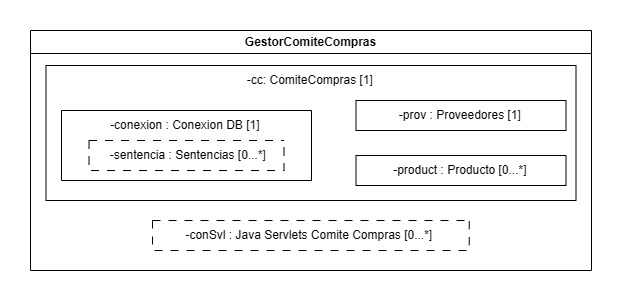 GestorComiteCompras
-cc: ComiteCompras [1]
-conexion : Conexion DB [1]
-sentencia : Sentencias [0...*]
-prov : Proveedores [1]
-product : Producto [0...*]
-conSvl : Java Servlets Comite Compras [0...*]